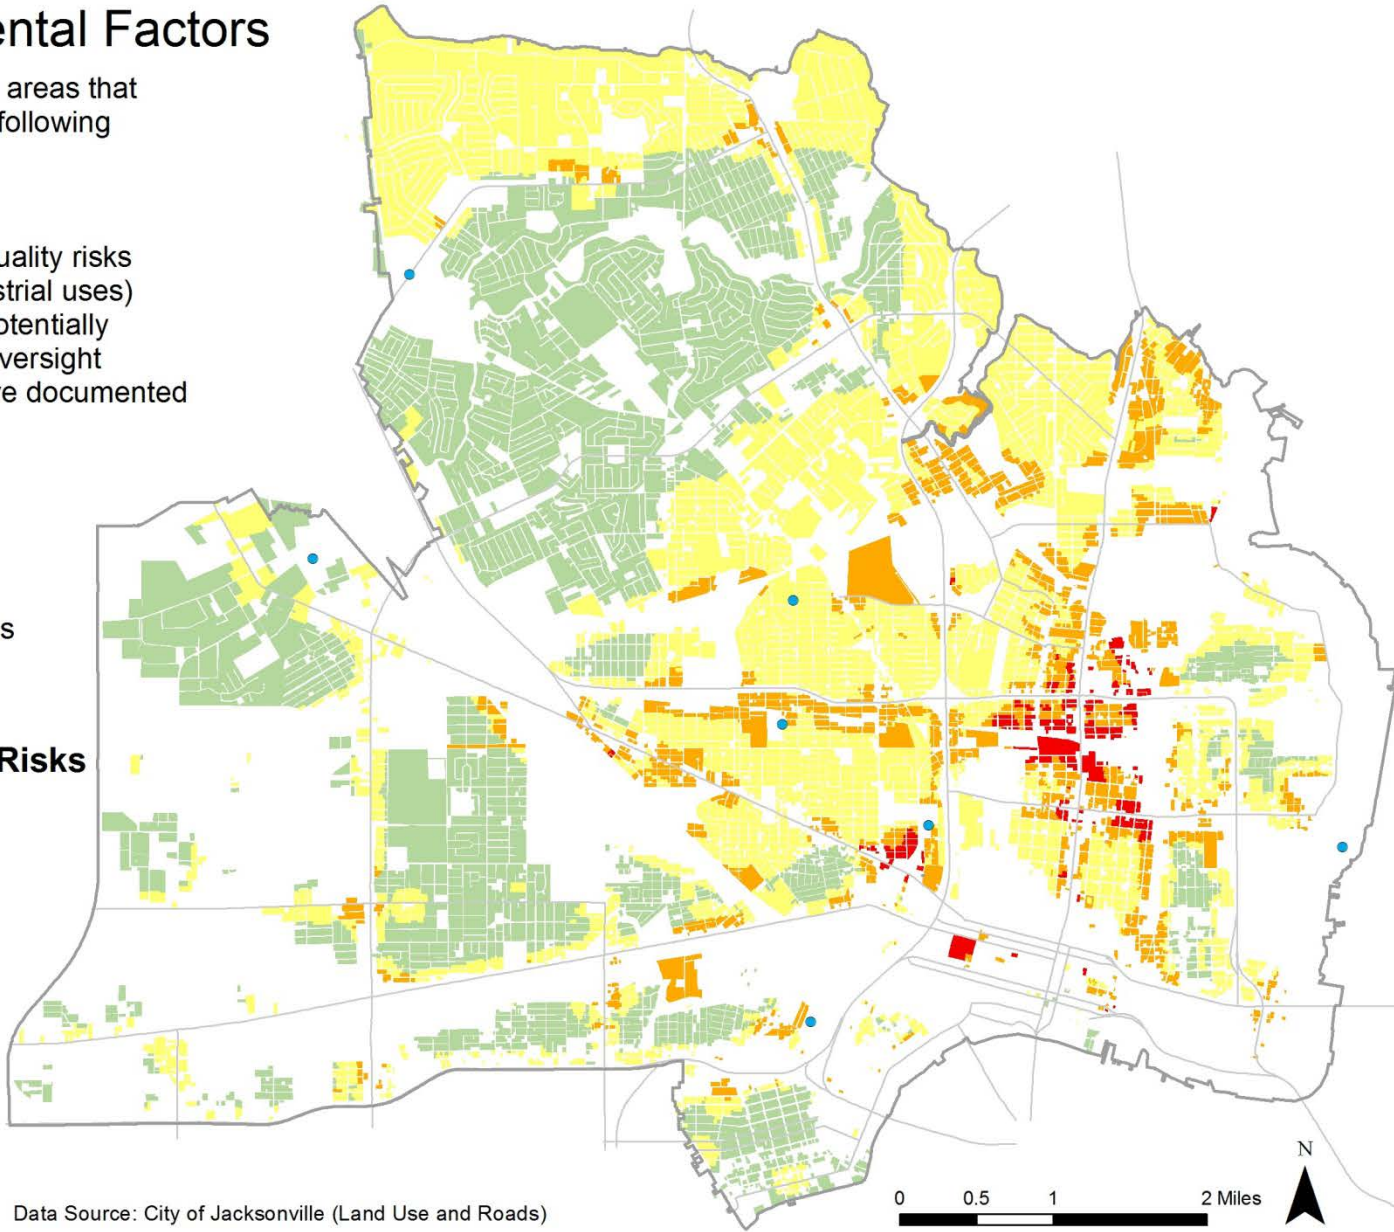 ental Factors
areas that
following
uality risks
strial uses)
otentially
versight
e documented
s
Risks
N
0 0.5 1 2 Miles
Data Source: City of Jacksonville (Land Use and Roads)